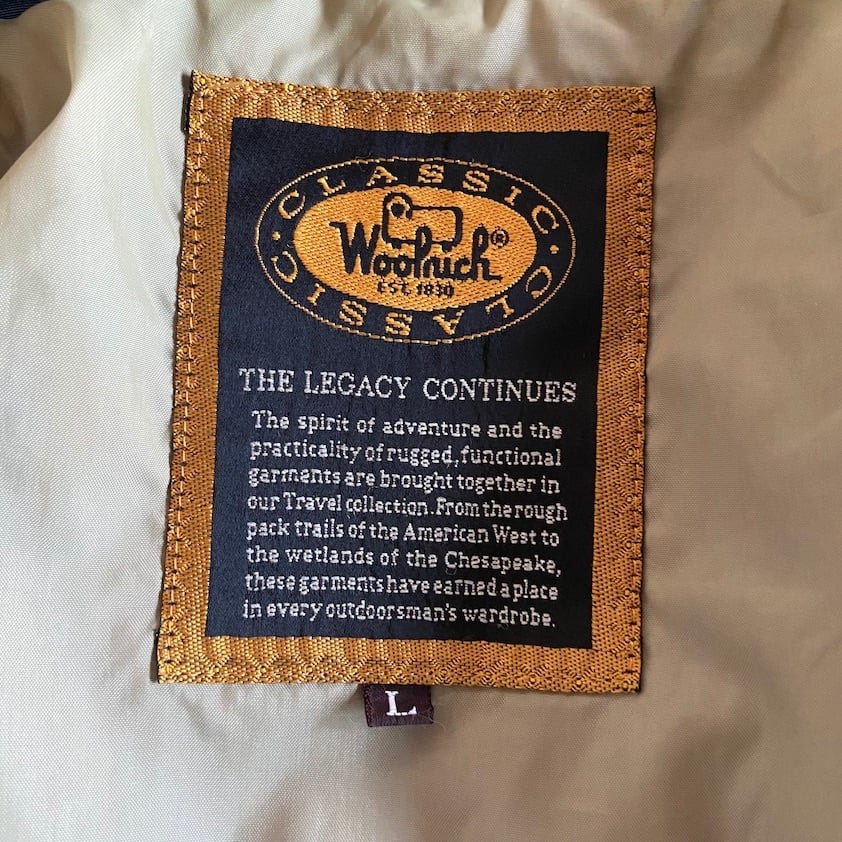 CLASSIC
Woolrich®
EST. 1830
CLASSIC
THE LEGACY CONTINUES
The spirit of adventure and the
practicality of rugged, functional
garments are brought together in
our Travel collection. From the rough
pack trails of the American West to
the wetlands of the Chesapeake,
these garments have earned a place
in every outdoorsman's wardrobe.
L